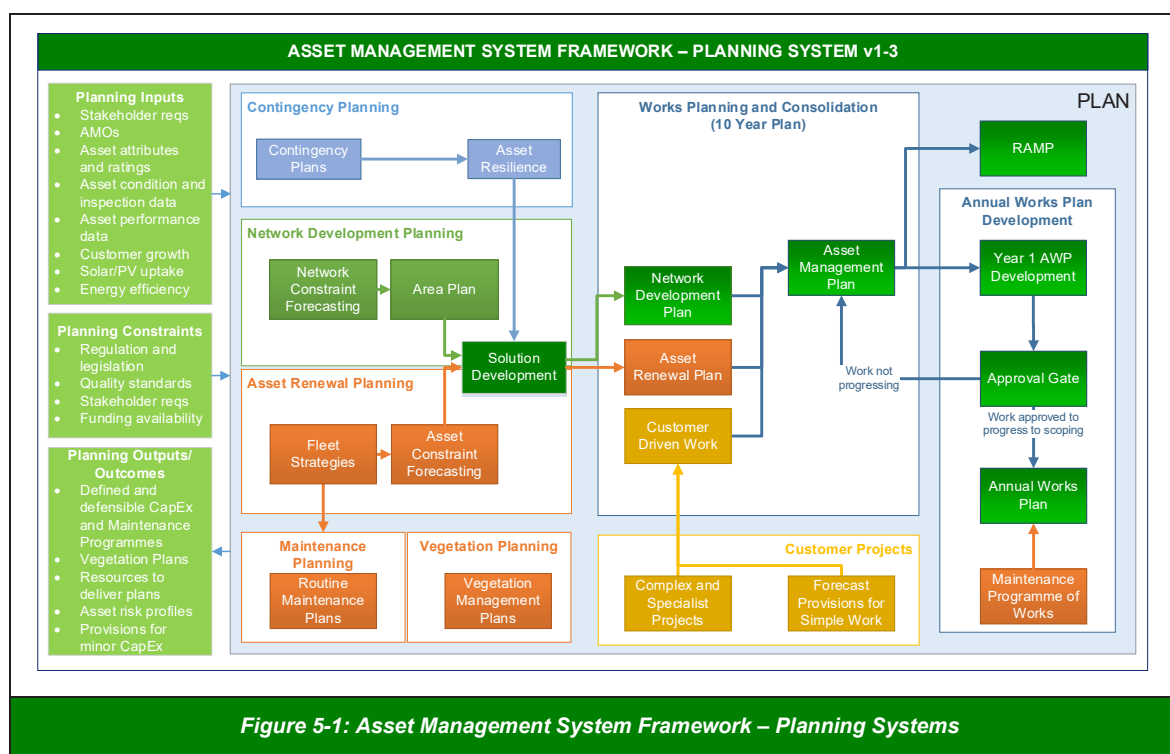 ASSET MANAGEMENT SYSTEM FRAMEWORK – PLANNING SYSTEM v1-3
Planning Inputs
• Stakeholder reqs
• AMOs
• Asset attributes
and ratings
• Asset condition and
inspection data
• Asset performance
data
• Customer growth
• Solar/PV uptake
• Energy efficiency
Planning Constraints
• Regulation and
legislation
• Quality standards
• Stakeholder reqs
• Funding availability
Planning Outputs/
Outcomes
• Defined and
defensible CapEx
and Maintenance
Programmes
• Vegetation Plans
• Resources to
deliver plans
• Asset risk profiles
• Provisions for
minor CapEx
PLAN
Contingency Planning
Contingency
Plans
Asset
Resilience
Network Development Planning
Network
Constraint
Forecasting
Area Plan
Solution
Development
Asset Renewal Planning
Fleet
Strategies
Asset
Constraint
Forecasting
Maintenance
Planning
Routine
Maintenance
Plans
Vegetation Planning
Vegetation
Management
Plans
Works Planning and Consolidation
(10 Year Plan)
Network
Development
Plan
Asset
Renewal Plan
Customer
Driven Work
Asset
Management
Plan
Work not
progressing
Customer Projects
Complex and
Specialist
Projects
Forecast
Provisions for
Simple Work
RAMP
Annual Works Plan
Development
Year 1 AWP
Development
Approval Gate
Work approved to
progress to scoping
Annual Works
Plan
Maintenance
Programme of
Works
Figure 5-1: Asset Management System Framework – Planning Systems